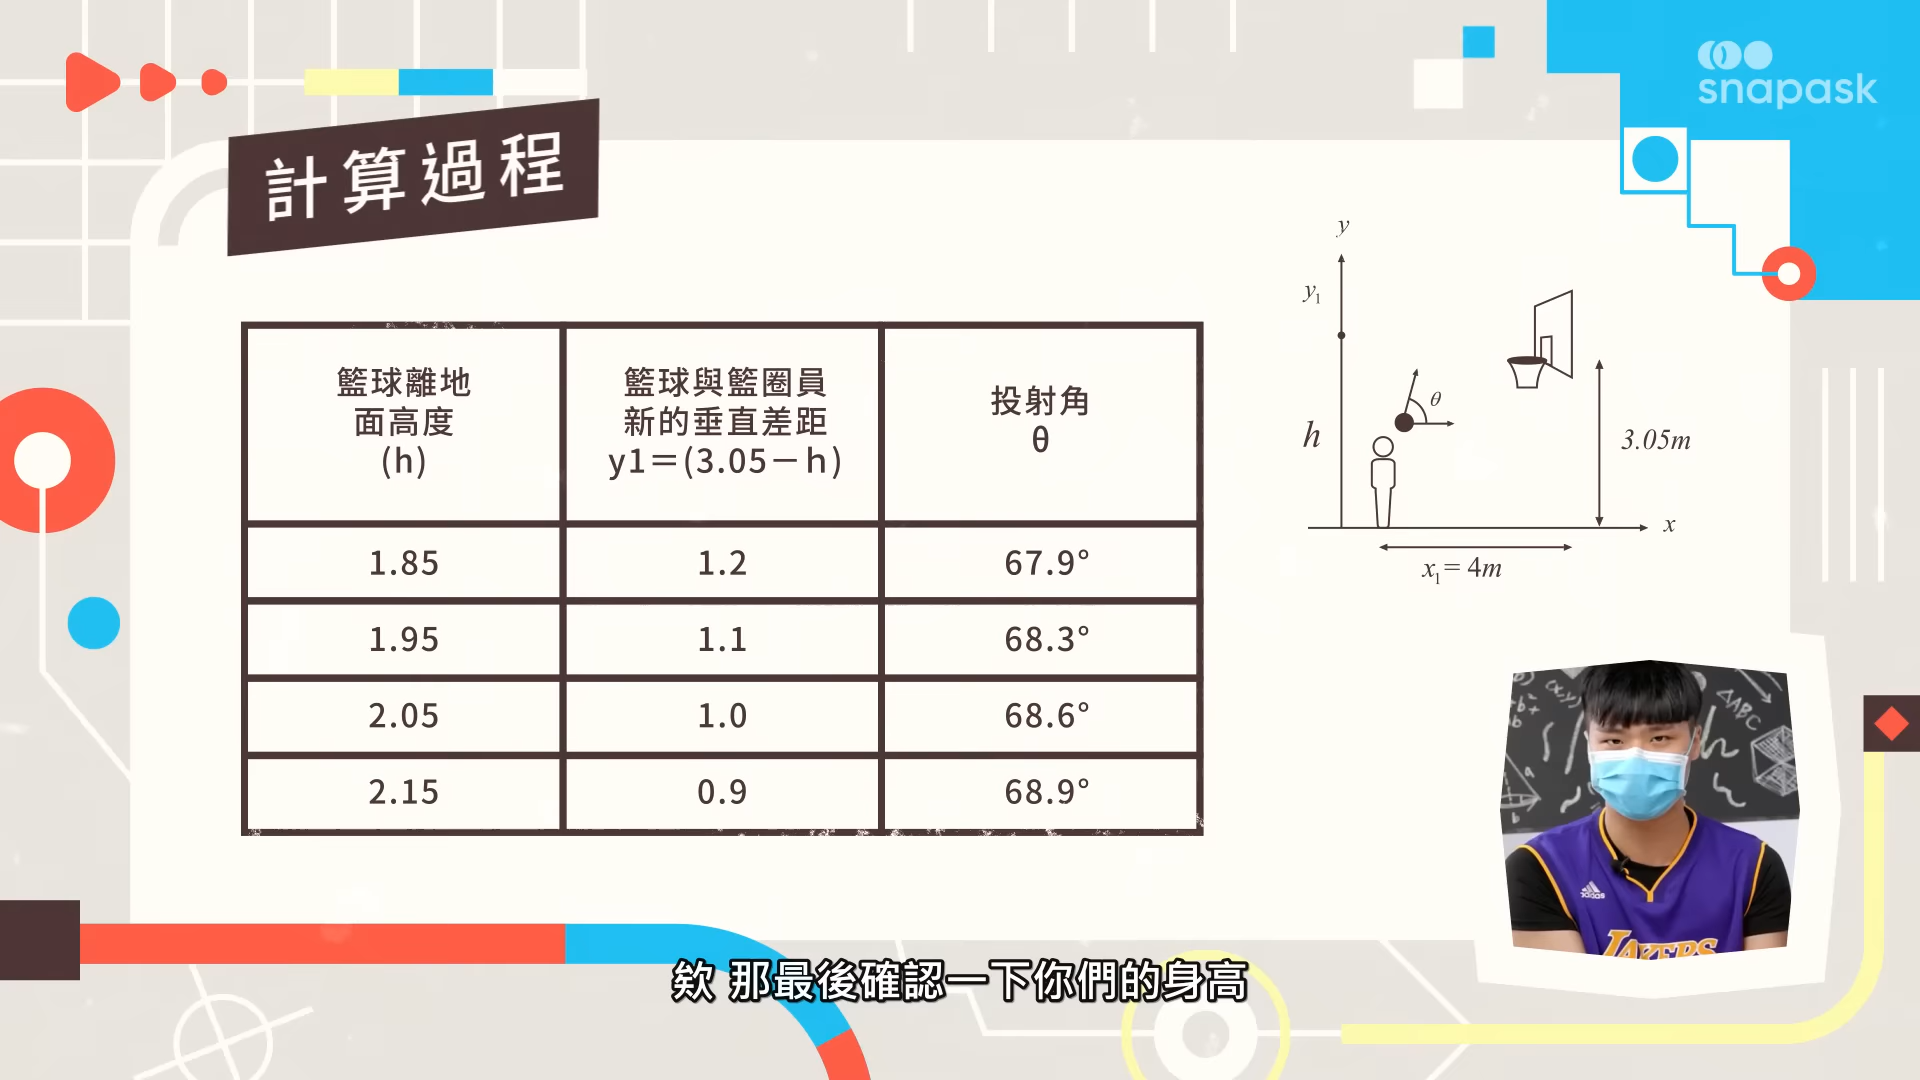 snapask
計算過程
籃球離地
面高度
(h)
籃球與籃圈員
新的垂直差距
y1=(3.05-h)
投射角
θ
1.85
1.2
67.9°
1.95
1.1
68.3°
2.05
1.0
68.6°
2.15
0.9
68.9°
y
y₁
h
θ
3.05m
x
x₁= 4m
(x,y)
ΔABC
adidas
LAKERS
欸 那最後確認一下你們的身高